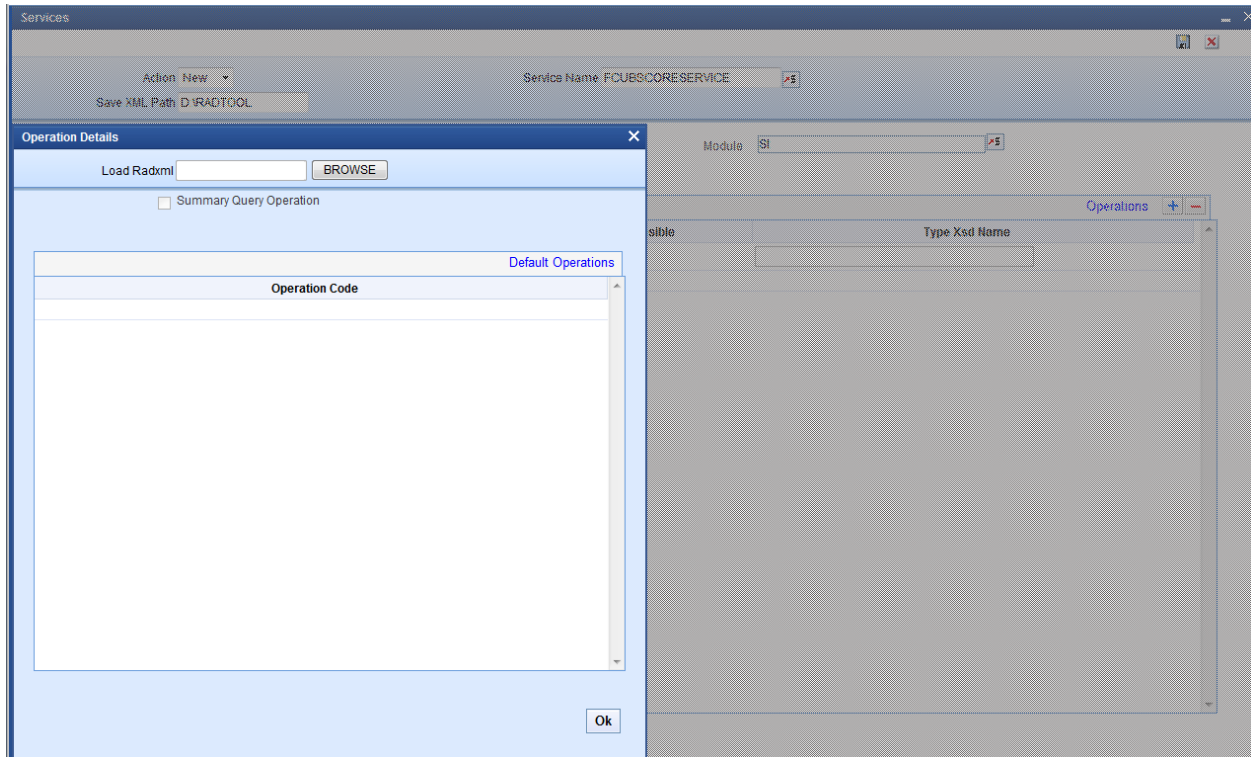 Services
Action New
Service Name FCUBSCORESERVICE
Save XML Path D:\RADTOOL
Operation Details
Module SI
Load Radxml BROWSE
Summary Query Operation
Operations
sible Type Xsd Name
Default Operations
Operation Code
Ok